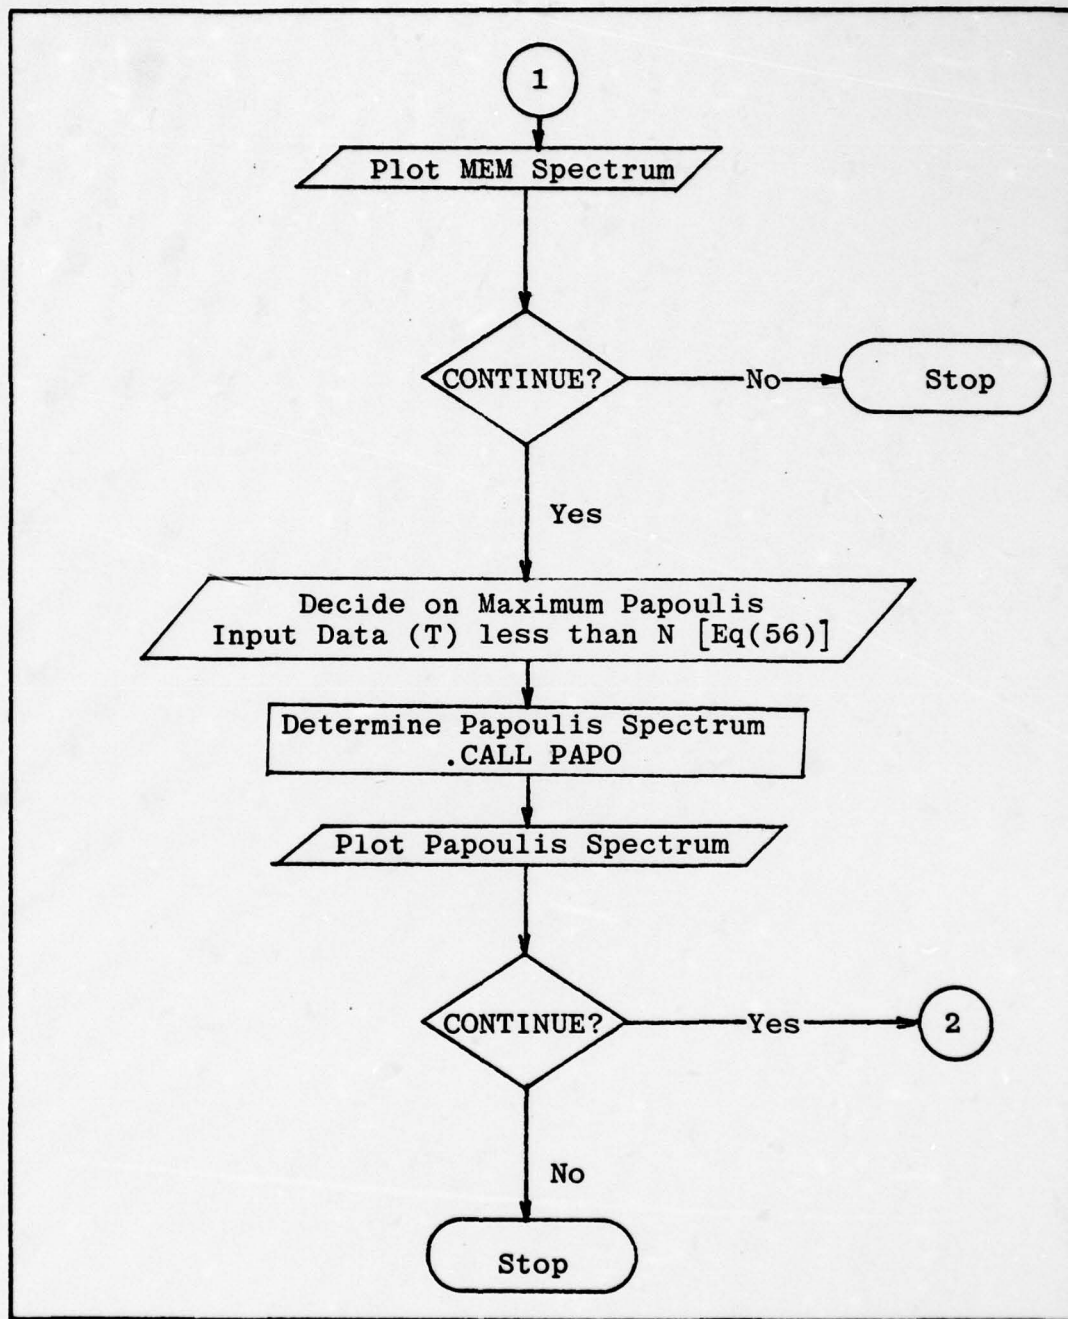 1
Plot MEM Spectrum
CONTINUE?
No
Stop
Yes
Decide on Maximum Papoulis
Input Data (T) less than N [Eq(56)]
Determine Papoulis Spectrum
.CALL PAPO
Plot Papoulis Spectrum
CONTINUE?
Yes
2
No
Stop